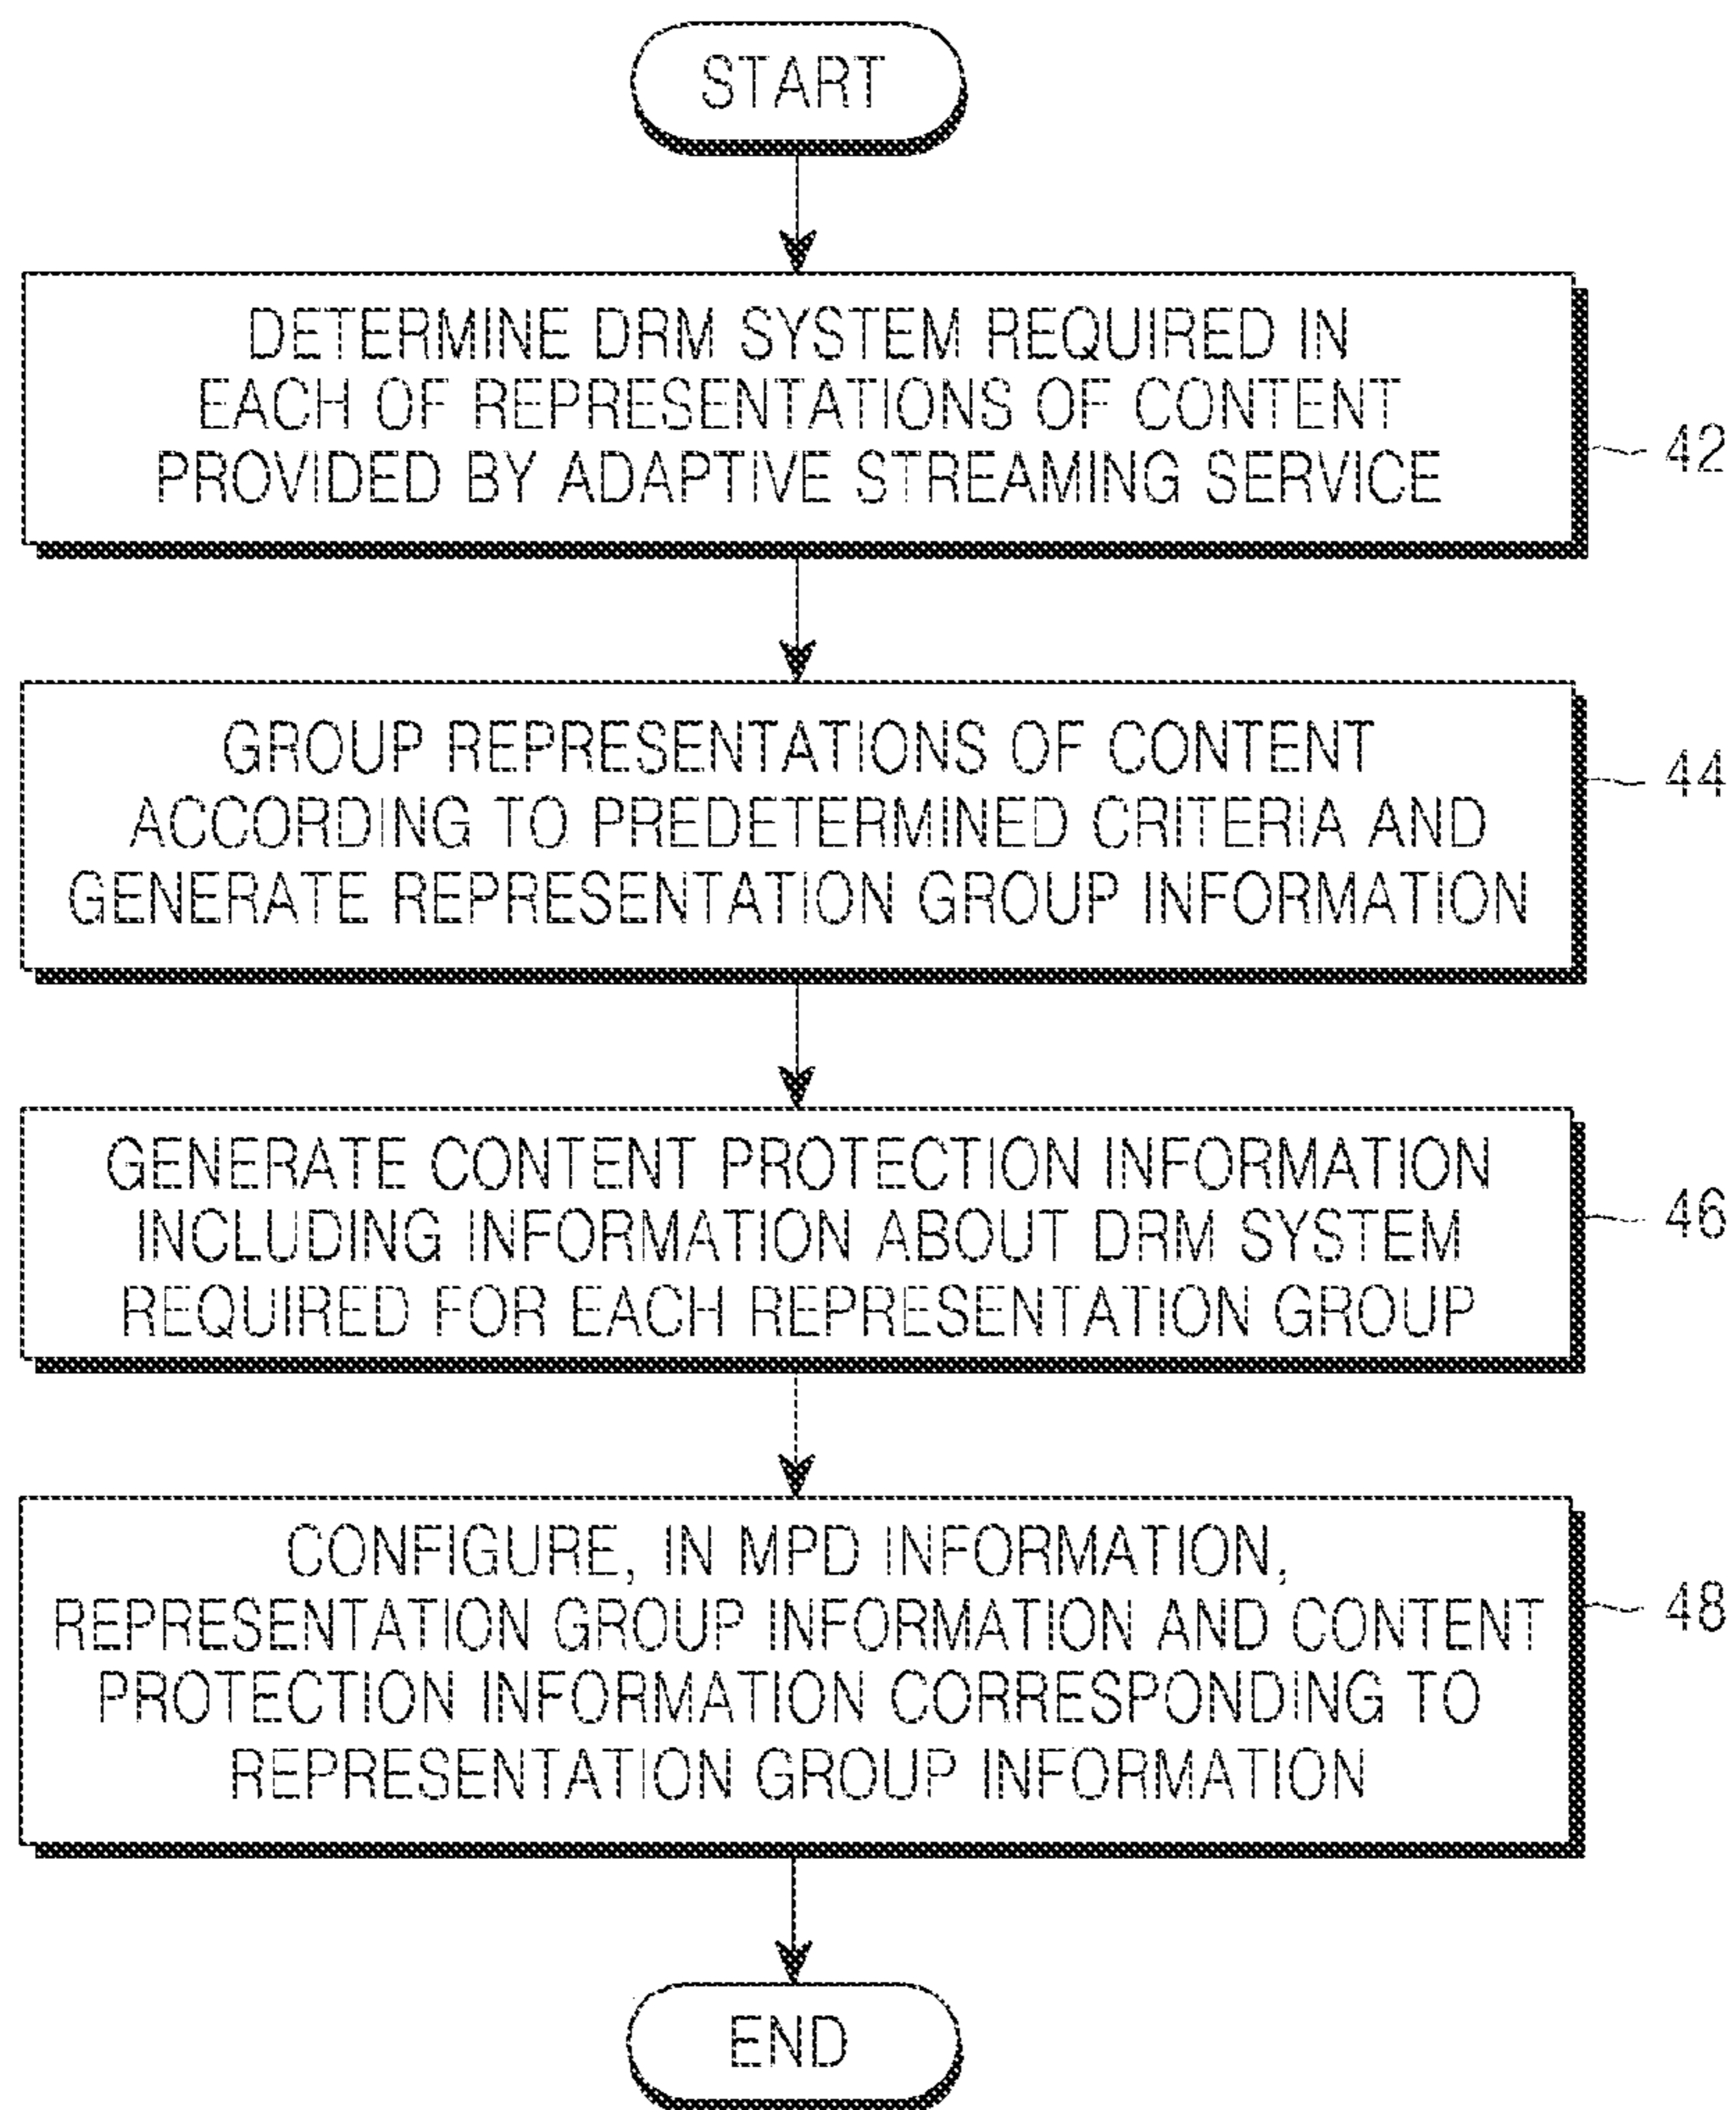 START
DETERMINE DRM SYSTEM REQUIRED IN
EACH OF REPRESENTATIONS OF CONTENT
PROVIDED BY ADAPTIVE STREAMING SERVICE
42
GROUP REPRESENTATIONS OF CONTENT
ACCORDING TO PREDETERMINED CRITERIA AND
GENERATE REPRESENTATION GROUP INFORMATION
44
GENERATE CONTENT PROTECTION INFORMATION
INCLUDING INFORMATION ABOUT DRM SYSTEM
REQUIRED FOR EACH REPRESENTATION GROUP
46
CONFIGURE, IN MPD INFORMATION,
REPRESENTATION GROUP INFORMATION AND CONTENT
PROTECTION INFORMATION CORRESPONDING TO
REPRESENTATION GROUP INFORMATION
48
END